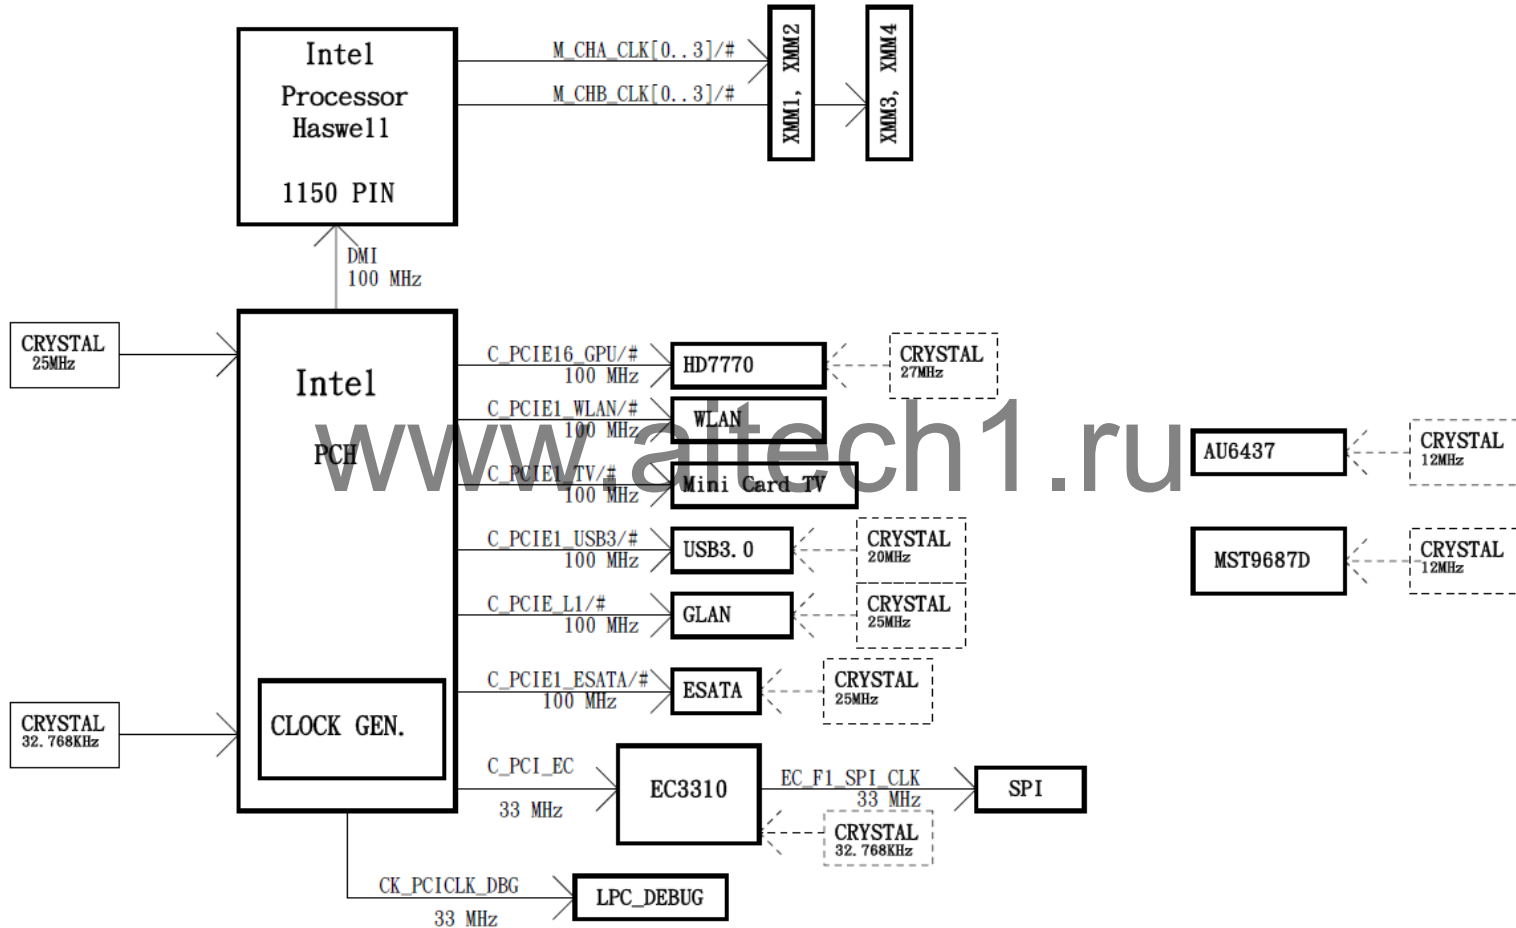 Intel
Processor
Haswell
1150 PIN
M_CHA_CLK[0..3]/#
M_CHB_CLK[0..3]/#
XMM1, XMM2
XMM3, XMM4
DMI
100 MHz
CRYSTAL
25MHz
Intel
PCH
C_PCIE16_GPU/#
100 MHz
HD7770
CRYSTAL
27MHz
C_PCIE1_WLAN/#
100 MHz
WLAN
www.aitech1.ru
C_PCIE1_TV/#
100 MHz
Mini Card TV
AU6437
CRYSTAL
12MHz
C_PCIE1_USB3/#
100 MHz
USB3.0
CRYSTAL
20MHz
MST9687D
CRYSTAL
12MHz
C_PCIE_L1/#
100 MHz
GLAN
CRYSTAL
25MHz
C_PCIE1_ESATA/#
100 MHz
ESATA
CRYSTAL
25MHz
CRYSTAL
32.768KHz
CLOCK GEN.
C_PCI_EC
33 MHz
EC3310
EC_F1_SPI_CLK
33 MHz
SPI
CRYSTAL
32.768KHz
CK_PCICLK_DBG
33 MHz
LPC_DEBUG